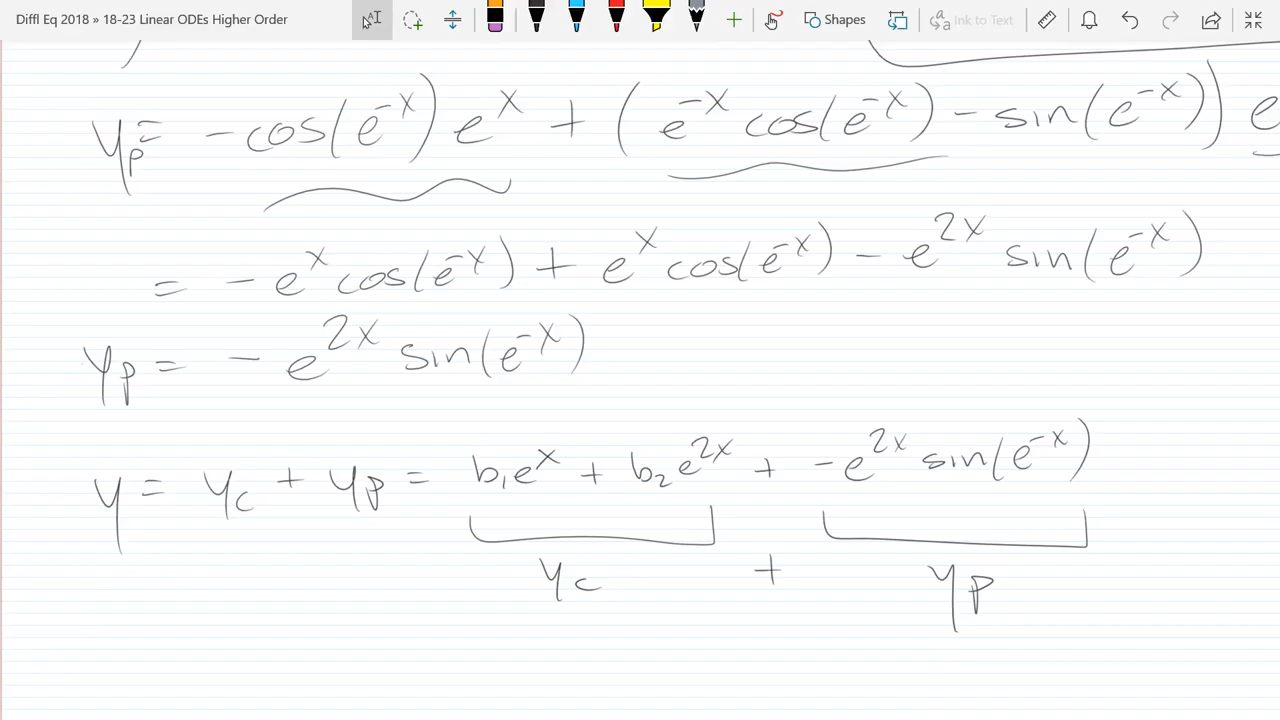 Diffl Eq 2018 » 18-23 Linear ODEs Higher Order
Shapes
Ink to Text
yp = -cos(e^-x) e^x + (e^-x cos(e^-x) - sin(e^-x)) e
= -e^x cos(e^-x) + e^x cos(e^-x) - e^2x sin(e^-x)
yp = -e^2x sin(e^-x)
y = yc + yp = b₁e^x + b₂e^2x + -e^2x sin(e^-x)
yc + yp